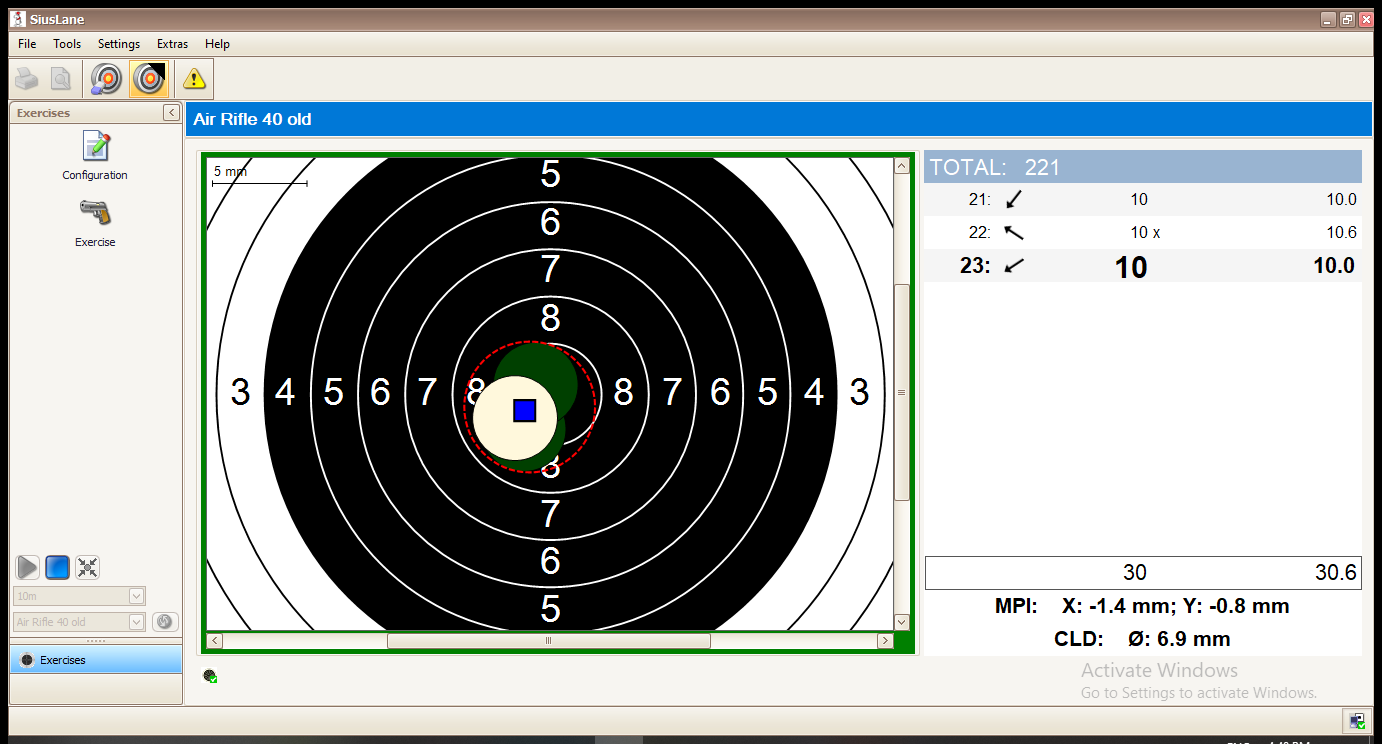 SiusLane
File Tools Settings Extras Help
Exercises
Configuration
Exercise
10m
Air Rifle 40 old
Exercises
Air Rifle 40 old
5 mm
5
6
7
8
3 4 5 6 7 8 8 7 6 5 4 3
8
7
6
5
TOTAL: 221
21: 10 10.0
22: 10 x 10.6
23: 10 10.0
30 30.6
MPI: X: -1.4 mm; Y: -0.8 mm
CLD: Ø: 6.9 mm
Activate Windows
Go to Settings to activate Windows.